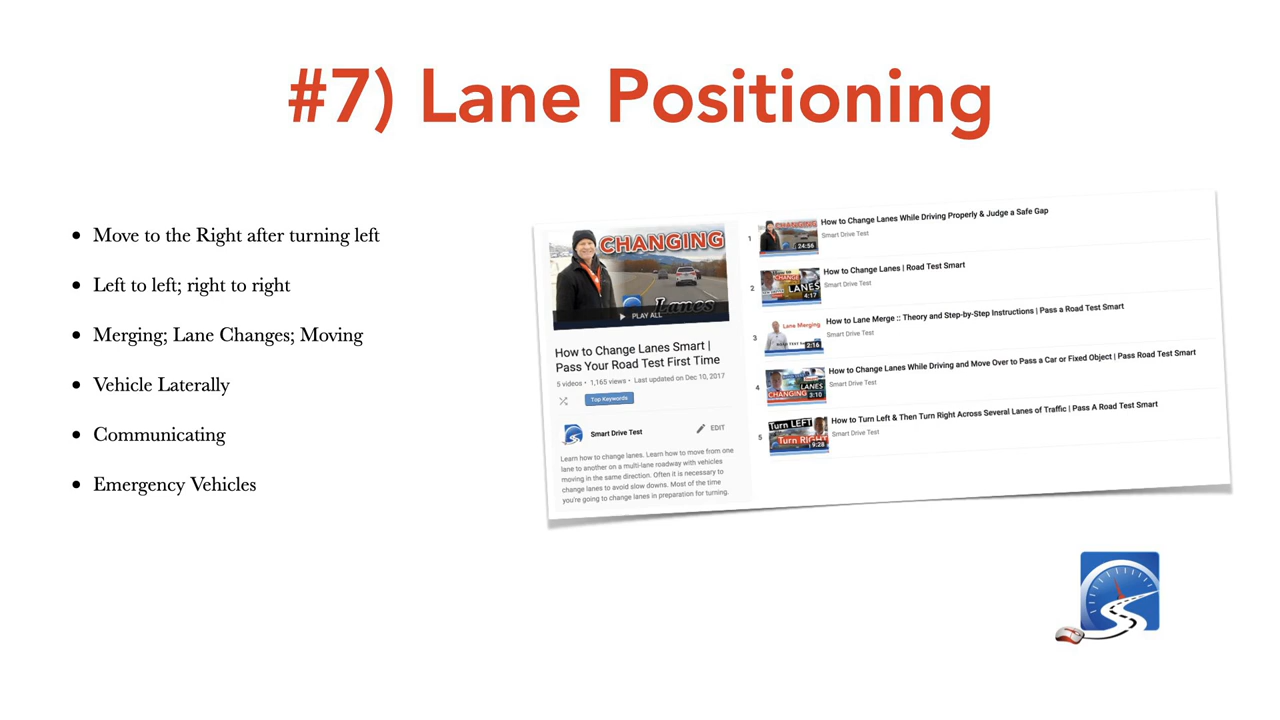 #7) Lane Positioning
• Move to the Right after turning left
• Left to left; right to right
• Merging; Lane Changes; Moving
• Vehicle Laterally
• Communicating
• Emergency Vehicles
CHANGING
Lanes
PLAY ALL
How to Change Lanes Smart |
Pass Your Road Test First Time
5 videos • 1,165 views • Last updated on Dec 10, 2017
Top Keywords
Smart Drive Test
EDIT
Learn how to change lanes. Learn how to move from one
lane to another on a multi-lane roadway with vehicles
moving in the same direction. Often it is necessary to
change lanes to avoid slow downs. Most of the time
you're going to change lanes in preparation for turning.
1
CHANGING
24:56
How to Change Lanes While Driving Properly & Judge a Safe Gap
Smart Drive Test
2
CHANGE
LANES
4:17
How to Change Lanes | Road Test Smart
Smart Drive Test
3
Lane Merging
2:16
How to Lane Merge :: Theory and Step-by-Step Instructions | Pass a Road Test Smart
Smart Drive Test
4
LANES
CHANGING
3:10
How to Change Lanes While Driving and Move Over to Pass a Car or Fixed Object | Pass Road Test Smart
Smart Drive Test
5
Turn LEFT
Turn RIGHT
9:28
How to Turn Left & Then Turn Right Across Several Lanes of Traffic | Pass A Road Test Smart
Smart Drive Test